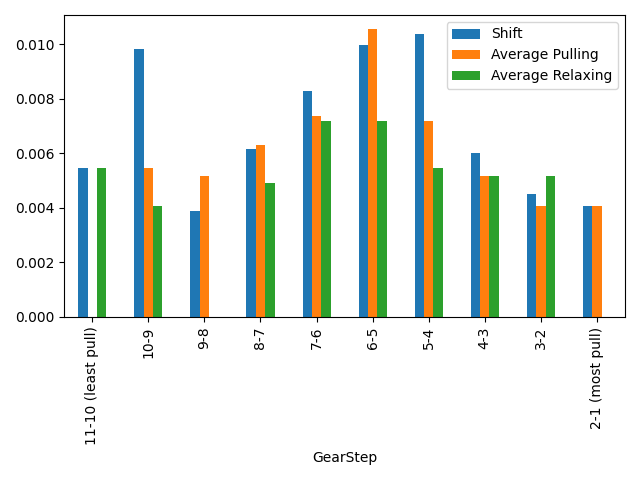 Shift
Average Pulling
Average Relaxing
0.010
0.008
0.006
0.004
0.002
0.000
11-10 (least pull)
10-9
9-8
8-7
7-6
6-5
5-4
4-3
3-2
2-1 (most pull)
GearStep